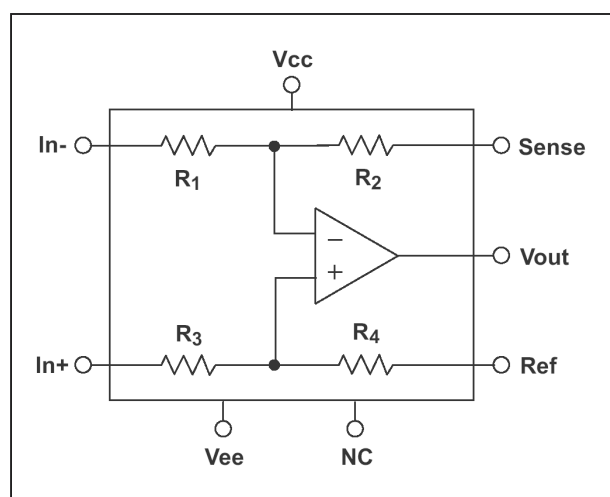 Vcc
In-
R1
R2
Sense
−
+
Vout
R3
R4
In+
Ref
Vee
NC